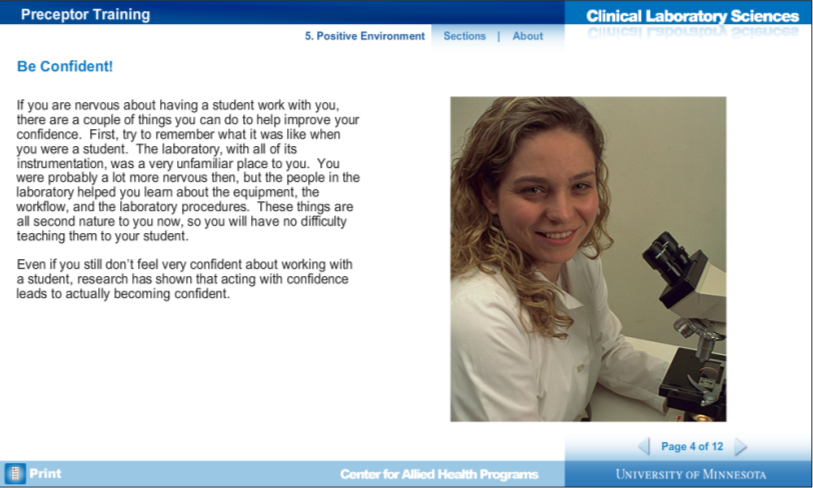 Preceptor Training
Clinical Laboratory Sciences
5. Positive Environment Sections | About
Be Confident!
If you are nervous about having a student work with you,
there are a couple of things you can do to help improve your
confidence. First, try to remember what it was like when
you were a student. The laboratory, with all of its
instrumentation, was a very unfamiliar place to you. You
were probably a lot more nervous then, but the people in the
laboratory helped you learn about the equipment, the
workflow, and the laboratory procedures. These things are
all second nature to you now, so you will have no difficulty
teaching them to your student.
Even if you still don't feel very confident about working with
a student, research has shown that acting with confidence
leads to actually becoming confident.
Page 4 of 12
Print
Center for Allied Health Programs
UNIVERSITY OF MINNESOTA